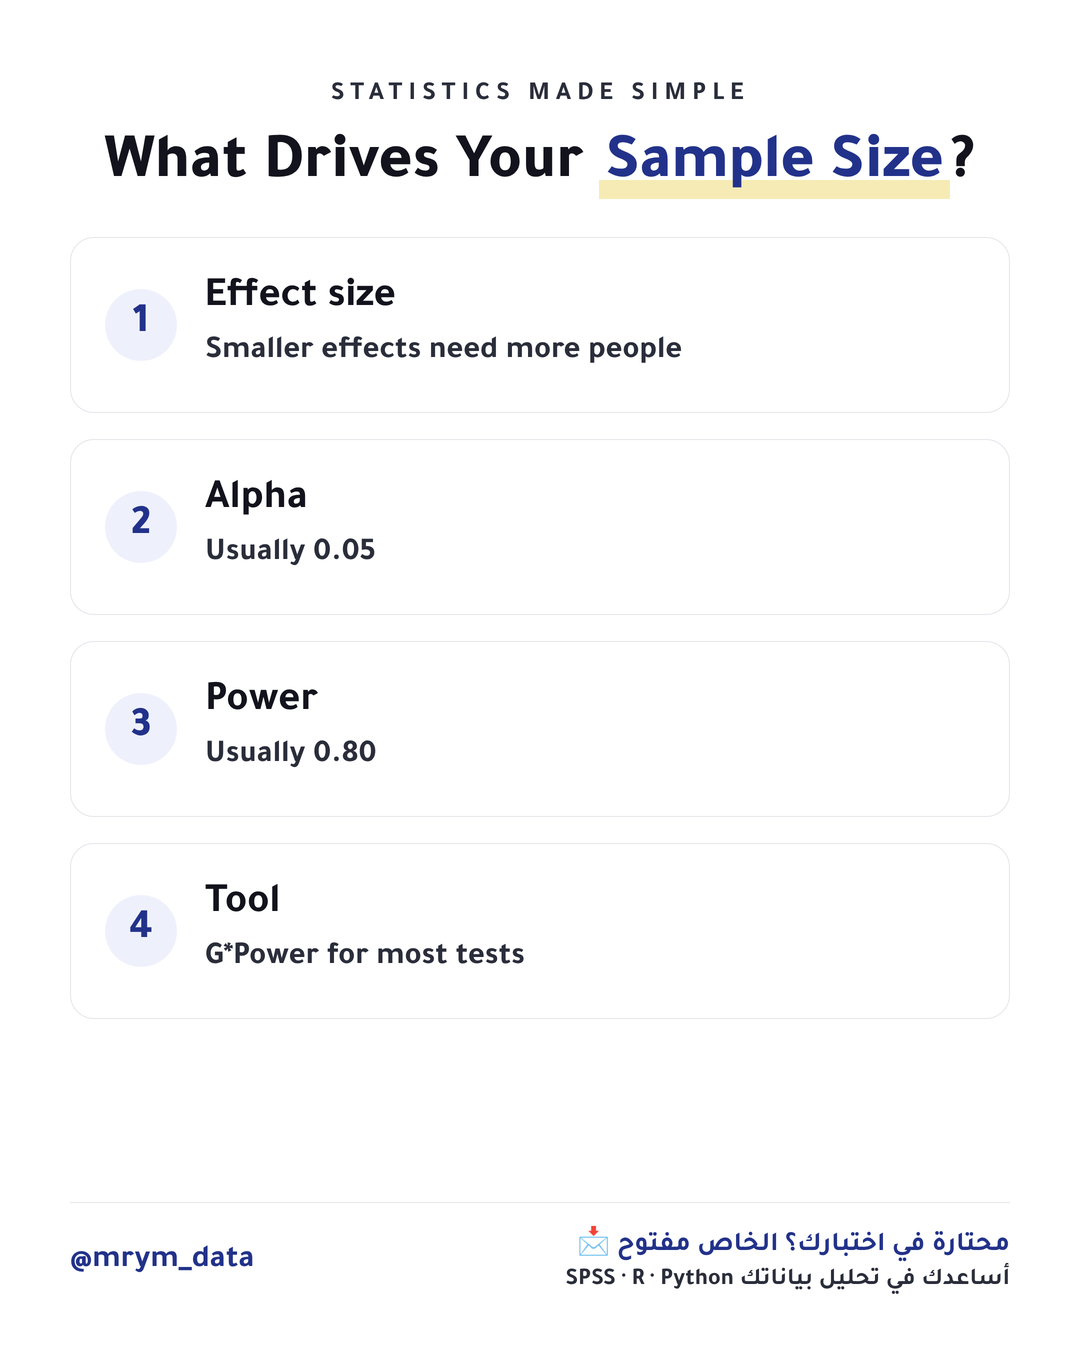 STATISTICS MADE SIMPLE
What Drives Your Sample Size?
1
Effect size
Smaller effects need more people
2
Alpha
Usually 0.05
3
Power
Usually 0.80
4
Tool
G*Power for most tests
@mrym_data
محتارة في اختبارك؟ الخاص مفتوح 📩
أساعدك في تحليل بياناتك SPSS · R · Python